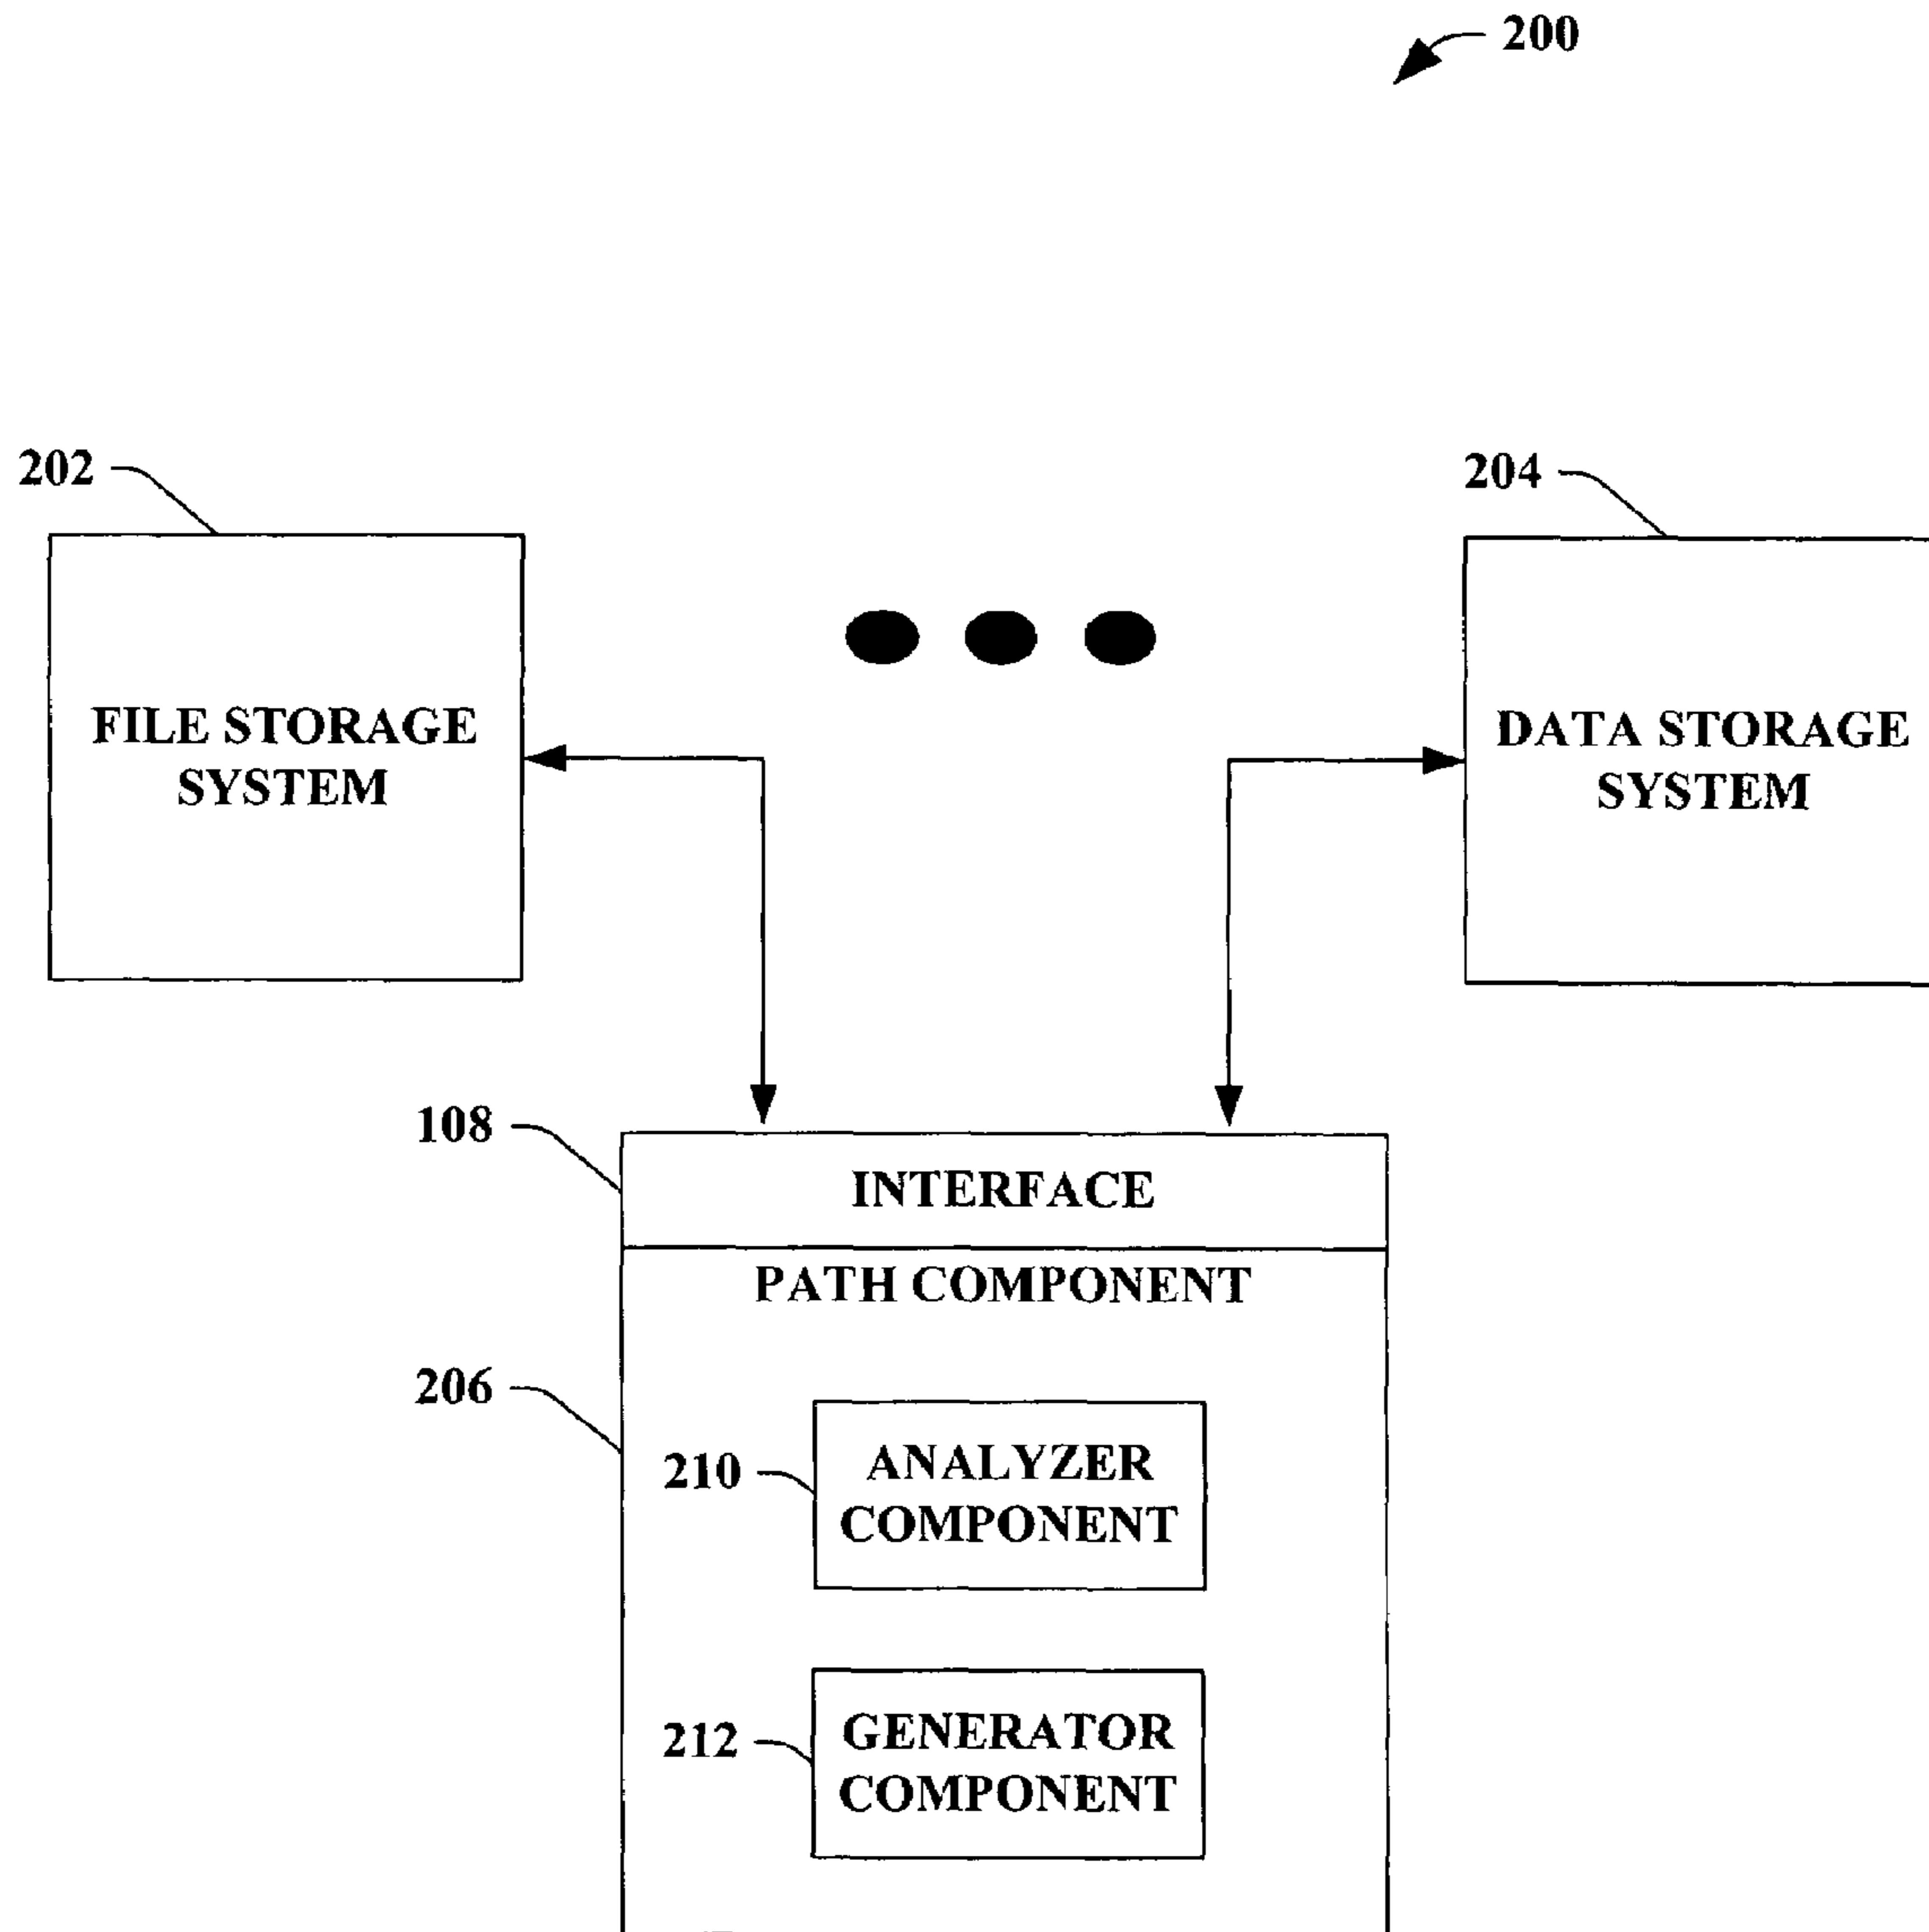 200
202
204
FILE STORAGE
SYSTEM
DATA STORAGE
SYSTEM
108
INTERFACE
PATH COMPONENT
206
210
ANALYZER
COMPONENT
212
GENERATOR
COMPONENT